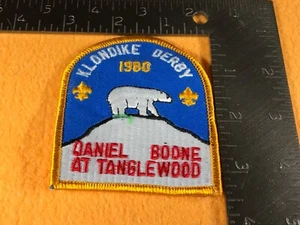 KLONDIKE DERBY
1980
DANIEL BOONE
AT TANGLEWOOD